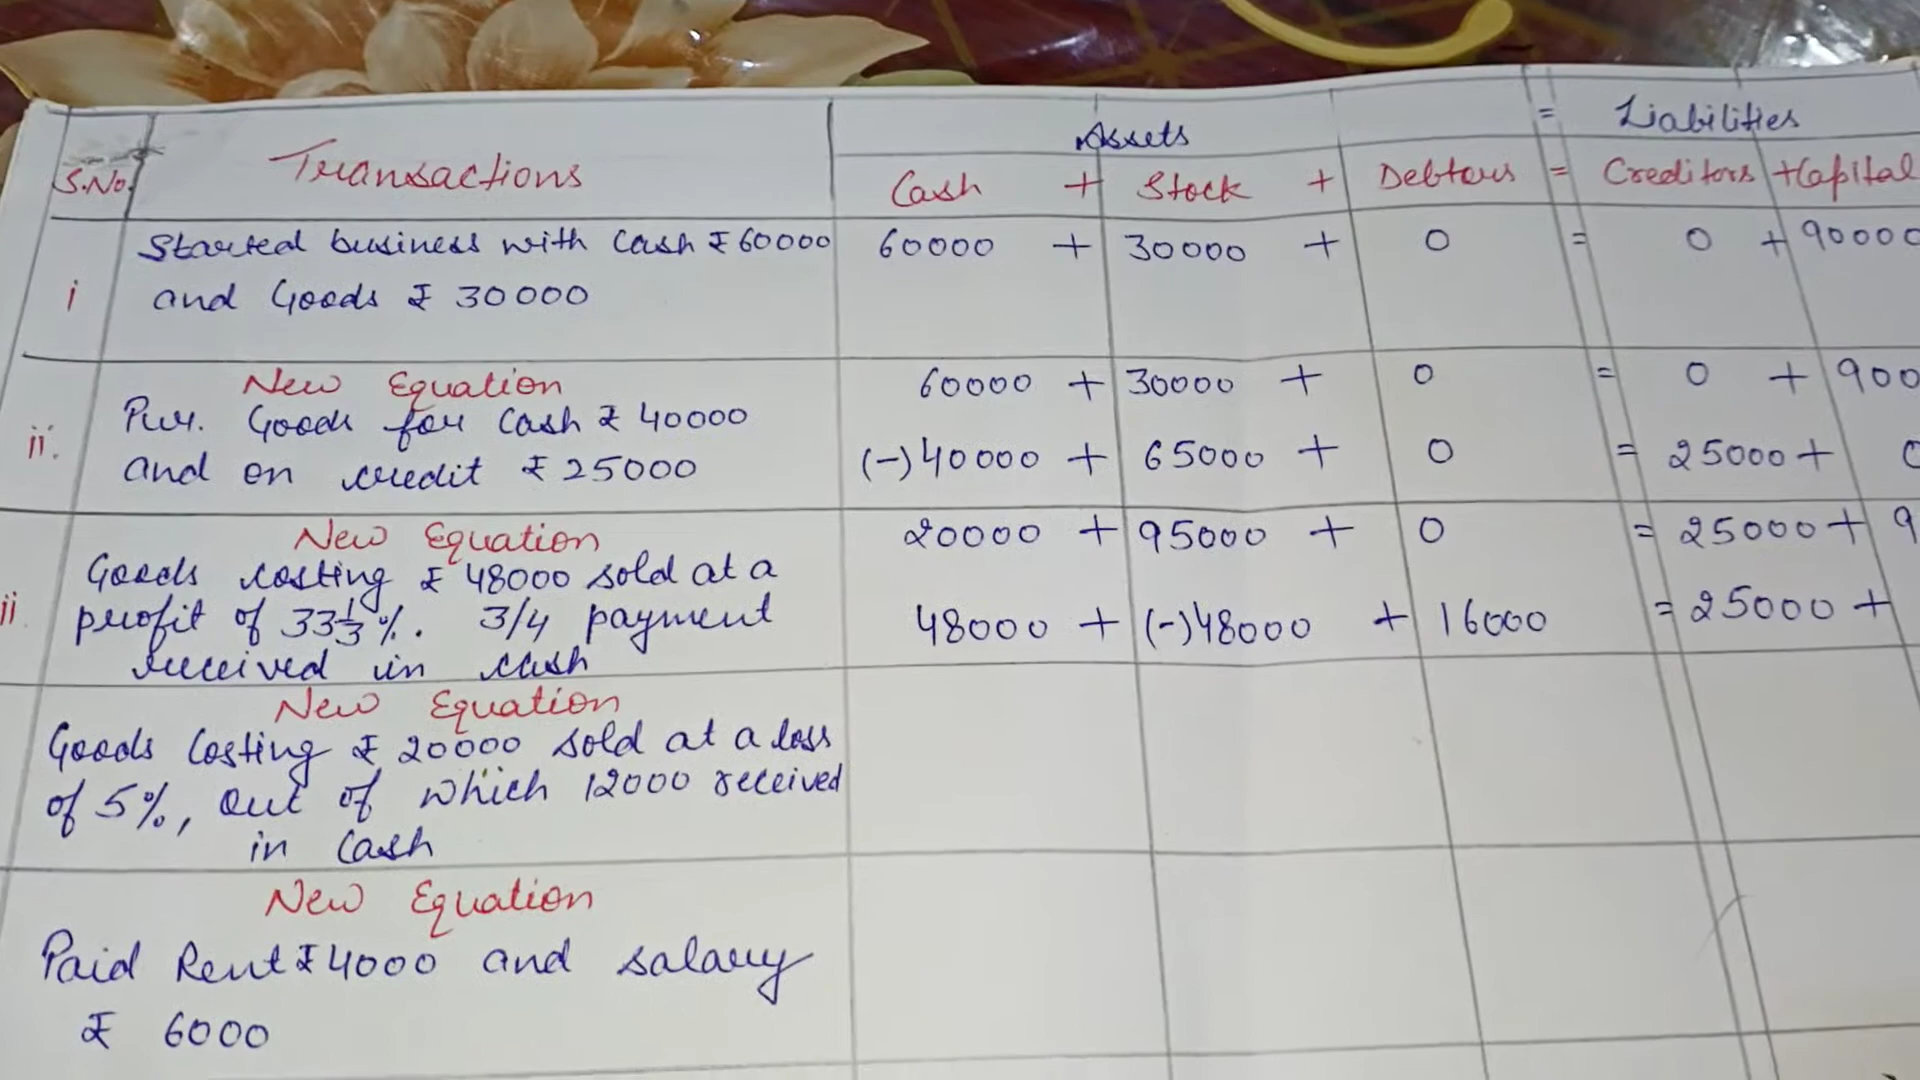 Assets = Liabilities
S.No. Transactions Cash + Stock + Debtors = Creditors + Capital
Started business with Cash ₹ 60000 60000 + 30000 + 0 = 0 + 90000
i and Goods ₹ 30000
New Equation 60000 + 30000 + 0 = 0 + 900
ii. Pur. Goods for Cash ₹ 40000
and on credit ₹ 25000 (-) 40000 + 65000 + 0 = 25000 + 0
New Equation 20000 + 95000 + 0 = 25000 + 9
Goods costing ₹ 48000 sold at a
ii profit of 33 1/3 %. 3/4 payment 48000 + (-) 48000 + 16000 = 25000 +
received in cash
New Equation
Goods Costing ₹ 20000 sold at a loss
of 5%, out of which 12000 received
in Cash
New Equation
Paid Rent ₹ 4000 and salary
₹ 6000